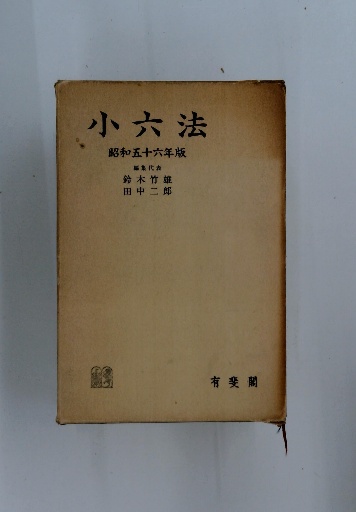 小六法
昭和五十六年版
編集代表
鈴木竹雄
田中二郎
有斐閣